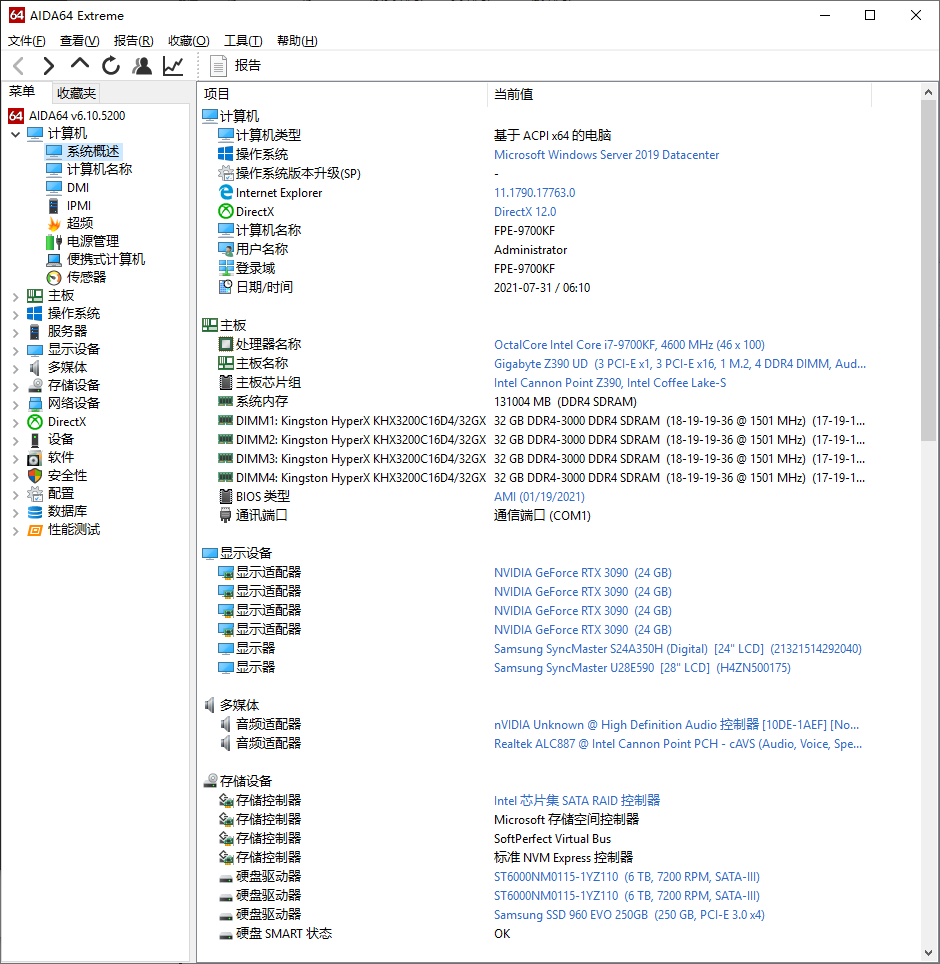 64 AIDA64 Extreme
文件(F) 查看(V) 报告(R) 收藏(O) 工具(T) 帮助(H)
报告
菜单 收藏夹
64 AIDA64 v6.10.5200
计算机
系统概述
计算机名称
DMI
IPMI
超频
电源管理
便携式计算机
传感器
主板
操作系统
服务器
显示设备
多媒体
存储设备
网络设备
DirectX
设备
软件
安全性
配置
数据库
性能测试
项目 当前值
计算机
计算机类型 基于 ACPI x64 的电脑
操作系统 Microsoft Windows Server 2019 Datacenter
操作系统版本升级(SP) -
Internet Explorer 11.1790.17763.0
DirectX DirectX 12.0
计算机名称 FPE-9700KF
用户名称 Administrator
登录域 FPE-9700KF
日期/时间 2021-07-31 / 06:10
主板
处理器名称 OctalCore Intel Core i7-9700KF, 4600 MHz (46 x 100)
主板名称 Gigabyte Z390 UD (3 PCI-E x1, 3 PCI-E x16, 1 M.2, 4 DDR4 DIMM, Aud...
主板芯片组 Intel Cannon Point Z390, Intel Coffee Lake-S
系统内存 131004 MB (DDR4 SDRAM)
DIMM1: Kingston HyperX KHX3200C16D4/32GX 32 GB DDR4-3000 DDR4 SDRAM (18-19-19-36 @ 1501 MHz) (17-19-1...
DIMM2: Kingston HyperX KHX3200C16D4/32GX 32 GB DDR4-3000 DDR4 SDRAM (18-19-19-36 @ 1501 MHz) (17-19-1...
DIMM3: Kingston HyperX KHX3200C16D4/32GX 32 GB DDR4-3000 DDR4 SDRAM (18-19-19-36 @ 1501 MHz) (17-19-1...
DIMM4: Kingston HyperX KHX3200C16D4/32GX 32 GB DDR4-3000 DDR4 SDRAM (18-19-19-36 @ 1501 MHz) (17-19-1...
BIOS 类型 AMI (01/19/2021)
通讯端口 通信端口 (COM1)
显示设备
显示适配器 NVIDIA GeForce RTX 3090 (24 GB)
显示适配器 NVIDIA GeForce RTX 3090 (24 GB)
显示适配器 NVIDIA GeForce RTX 3090 (24 GB)
显示适配器 NVIDIA GeForce RTX 3090 (24 GB)
显示器 Samsung SyncMaster S24A350H (Digital) [24" LCD] (21321514292040)
显示器 Samsung SyncMaster U28E590 [28" LCD] (H4ZN500175)
多媒体
音频适配器 nVIDIA Unknown @ High Definition Audio 控制器 [10DE-1AEF] [No...
音频适配器 Realtek ALC887 @ Intel Cannon Point PCH - cAVS (Audio, Voice, Spe...
存储设备
存储控制器 Intel 芯片集 SATA RAID 控制器
存储控制器 Microsoft 存储空间控制器
存储控制器 SoftPerfect Virtual Bus
存储控制器 标准 NVM Express 控制器
硬盘驱动器 ST6000NM0115-1YZ110 (6 TB, 7200 RPM, SATA-III)
硬盘驱动器 ST6000NM0115-1YZ110 (6 TB, 7200 RPM, SATA-III)
硬盘驱动器 Samsung SSD 960 EVO 250GB (250 GB, PCI-E 3.0 x4)
硬盘 SMART 状态 OK